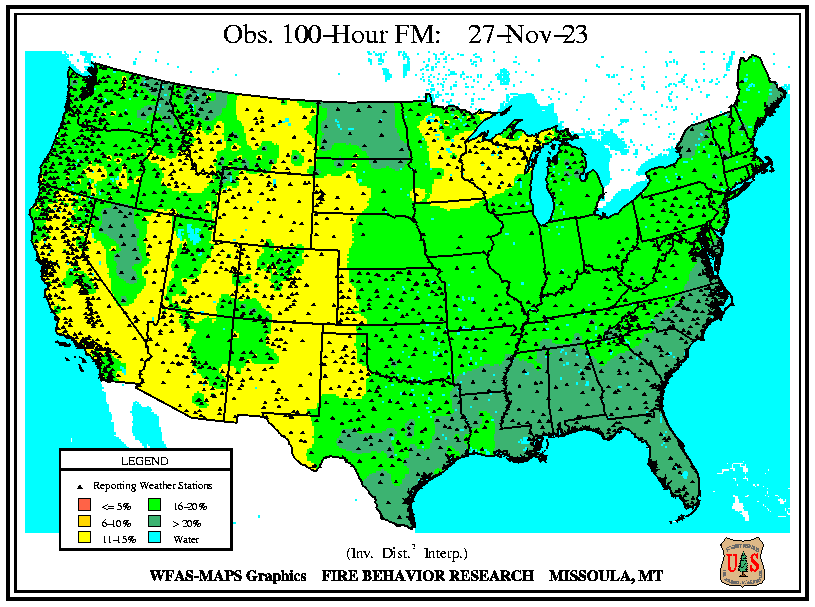 Obs. 100-Hour FM: 27-Nov-23
LEGEND
Reporting Weather Stations
<= 5% 16-20%
6-10% > 20%
11-15% Water
(Inv. Dist.² Interp.)
WFAS-MAPS Graphics FIRE BEHAVIOR RESEARCH MISSOULA, MT
U S